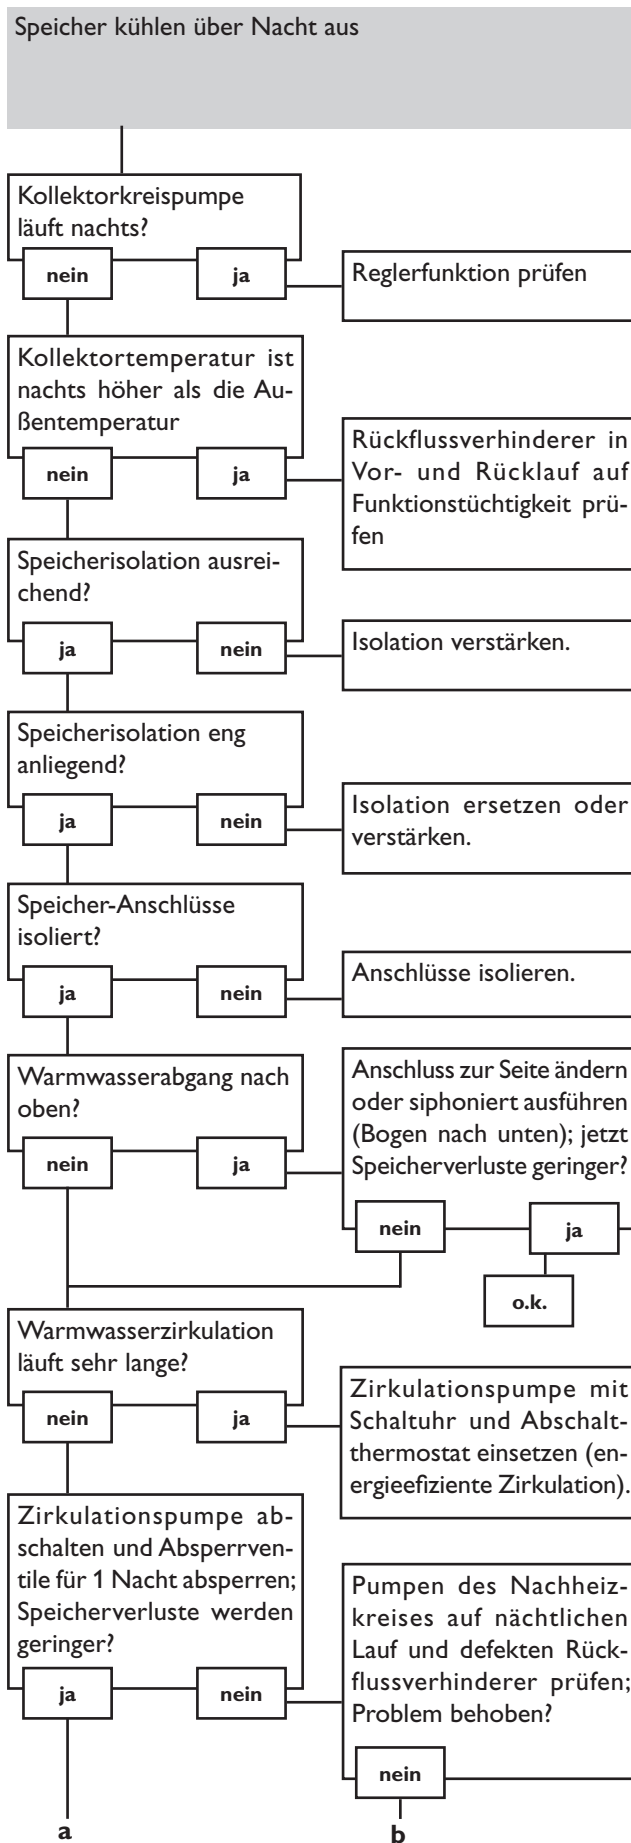 Speicher kühlen über Nacht aus
Kollektorkreispumpe
läuft nachts?
nein
ja
Reglerfunktion prüfen
Kollektortemperatur ist
nachts höher als die Au-
ßentemperatur
nein
ja
Rückflussverhinderer in
Vor- und Rücklauf auf
Funktionstüchtigkeit prü-
fen
Speicherisolation ausrei-
chend?
ja
nein
Isolation verstärken.
Speicherisolation eng
anliegend?
ja
nein
Isolation ersetzen oder
verstärken.
Speicher-Anschlüsse
isoliert?
ja
nein
Anschlüsse isolieren.
Warmwasserabgang nach
oben?
nein
ja
Anschluss zur Seite ändern
oder siphoniert ausführen
(Bogen nach unten); jetzt
Speicherverluste geringer?
nein
ja
o.k.
Warmwasserzirkulation
läuft sehr lange?
nein
ja
Zirkulationspumpe mit
Schaltuhr und Abschalt-
thermostat einsetzen (en-
ergieefiziente Zirkulation).
Zirkulationspumpe ab-
schalten und Absperrven-
tile für 1 Nacht absperren;
Speicherverluste werden
geringer?
ja
nein
Pumpen des Nachheiz-
kreises auf nächtlichen
Lauf und defekten Rück-
flussverhinderer prüfen;
Problem behoben?
nein
a
b